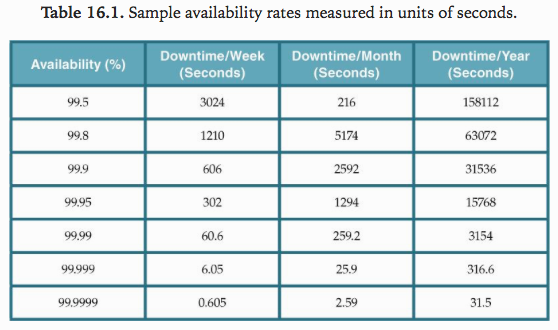 Table 16.1. Sample availability rates measured in units of seconds.
Availability (%) Downtime/Week (Seconds) Downtime/Month (Seconds) Downtime/Year (Seconds)
99.5 3024 216 158112
99.8 1210 5174 63072
99.9 606 2592 31536
99.95 302 1294 15768
99.99 60.6 259.2 3154
99.999 6.05 25.9 316.6
99.9999 0.605 2.59 31.5